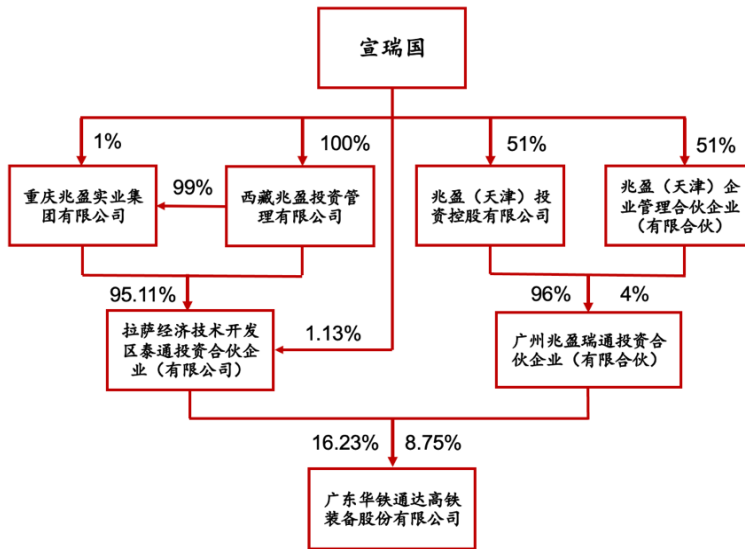 宣瑞国
1%
100%
51%
51%
重庆兆盈实业集
团有限公司
99%
西藏兆盈投资管
理有限公司
兆盈（天津）投
资控股有限公司
兆盈（天津）企
业管理合伙企业
（有限合伙）
95.11%
96%
4%
拉萨经济技术开发
区泰通投资合伙企
业（有限公司）
1.13%
广州兆盈瑞通投资合
伙企业（有限合伙）
16.23%
8.75%
广东华铁通达高铁
装备股份有限公司